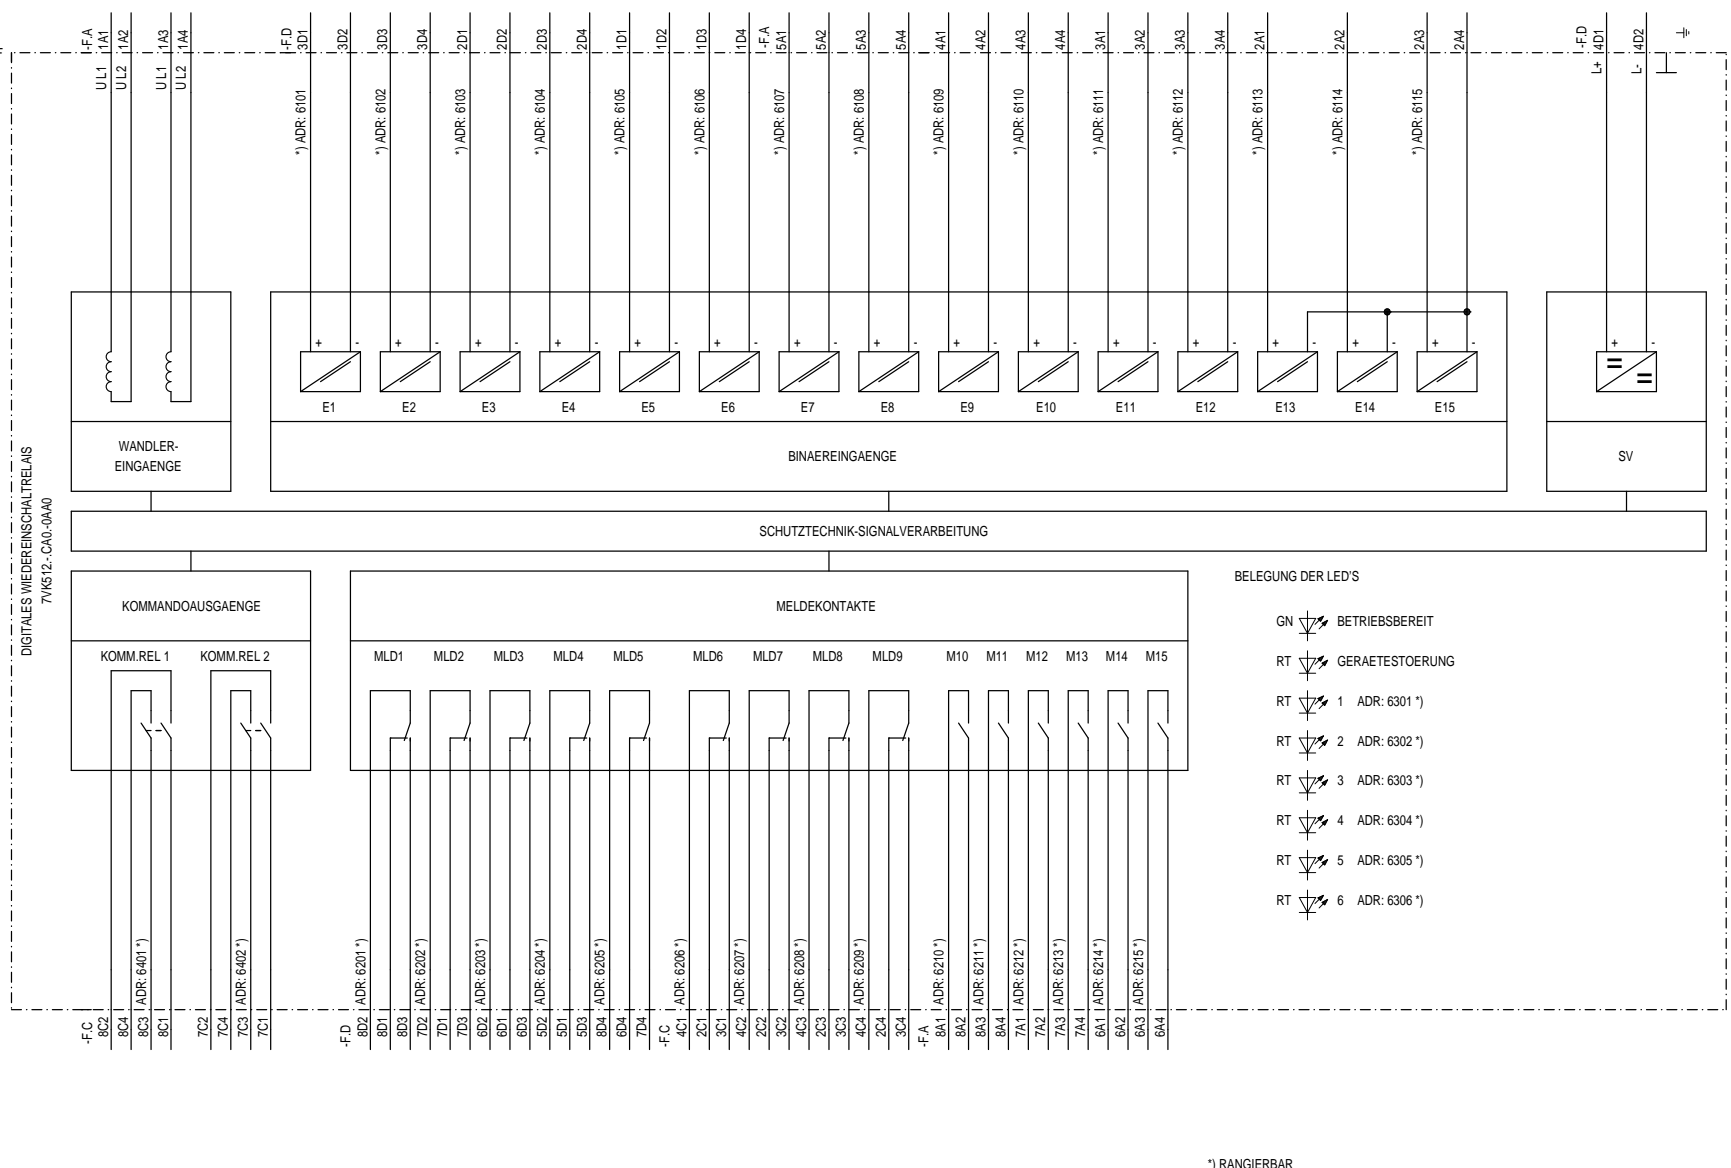 -F.A 1A1 1A2 1A3 1A4
-F.D 3D1 3D2 3D3 3D4 2D1 2D2 2D3 2D4 1D1 1D2 1D3 1D4
-F.A 5A1 5A2 5A3 5A4 4A1 4A2 4A3 4A4 3A1 3A2 3A3 3A4 2A1 2A2 2A3 2A4
-F.D 4D1 4D2
U L1 U L2 U L1 U L2
L+ L-
*) ADR: 6101
*) ADR: 6102
*) ADR: 6103
*) ADR: 6104
*) ADR: 6105
*) ADR: 6106
*) ADR: 6107
*) ADR: 6108
*) ADR: 6109
*) ADR: 6110
*) ADR: 6111
*) ADR: 6112
*) ADR: 6113
*) ADR: 6114
*) ADR: 6115
+ - + - + - + - + - + - + - + - + - + - + - + - + - + - + - + -
E1 E2 E3 E4 E5 E6 E7 E8 E9 E10 E11 E12 E13 E14 E15
WANDLER-
EINGAENGE
BINAEREINGAENGE
SV
DIGITALES WIEDEREINSCHALTRELAIS
7VK512.-.CA0.-0AA0
SCHUTZTECHNIK-SIGNALVERARBEITUNG
KOMMANDOAUSGAENGE
MELDEKONTAKTE
KOMM.REL 1 KOMM.REL 2
MLD1 MLD2 MLD3 MLD4 MLD5 MLD6 MLD7 MLD8 MLD9 M10 M11 M12 M13 M14 M15
BELEGUNG DER LED'S
GN BETRIEBSBEREIT
RT GERAETESTOERUNG
RT 1 ADR: 6301 *)
RT 2 ADR: 6302 *)
RT 3 ADR: 6303 *)
RT 4 ADR: 6304 *)
RT 5 ADR: 6305 *)
RT 6 ADR: 6306 *)
ADR: 6401 *)
ADR: 6402 *)
ADR: 6201 *)
ADR: 6202 *)
ADR: 6203 *)
ADR: 6204 *)
ADR: 6205 *)
ADR: 6206 *)
ADR: 6207 *)
ADR: 6208 *)
ADR: 6209 *)
ADR: 6210 *)
ADR: 6211 *)
ADR: 6212 *)
ADR: 6213 *)
ADR: 6214 *)
ADR: 6215 *)
-F.C 8C2 8C4 8C3 8C1 7C2 7C4 7C3 7C1
-F.D 8D2 8D1 8D3 7D2 7D1 7D3 6D2 6D1 6D3 5D2 5D1 5D3 8D4 6D4 7D4
-F.C 4C1 2C1 3C1 4C2 2C2 3C2 4C3 2C3 3C3 4C4 2C4 3C4
-F.A 8A1 8A2 8A3 8A4 7A1 7A2 7A3 7A4 6A1 6A2 6A3 6A4
*) RANGIERBAR